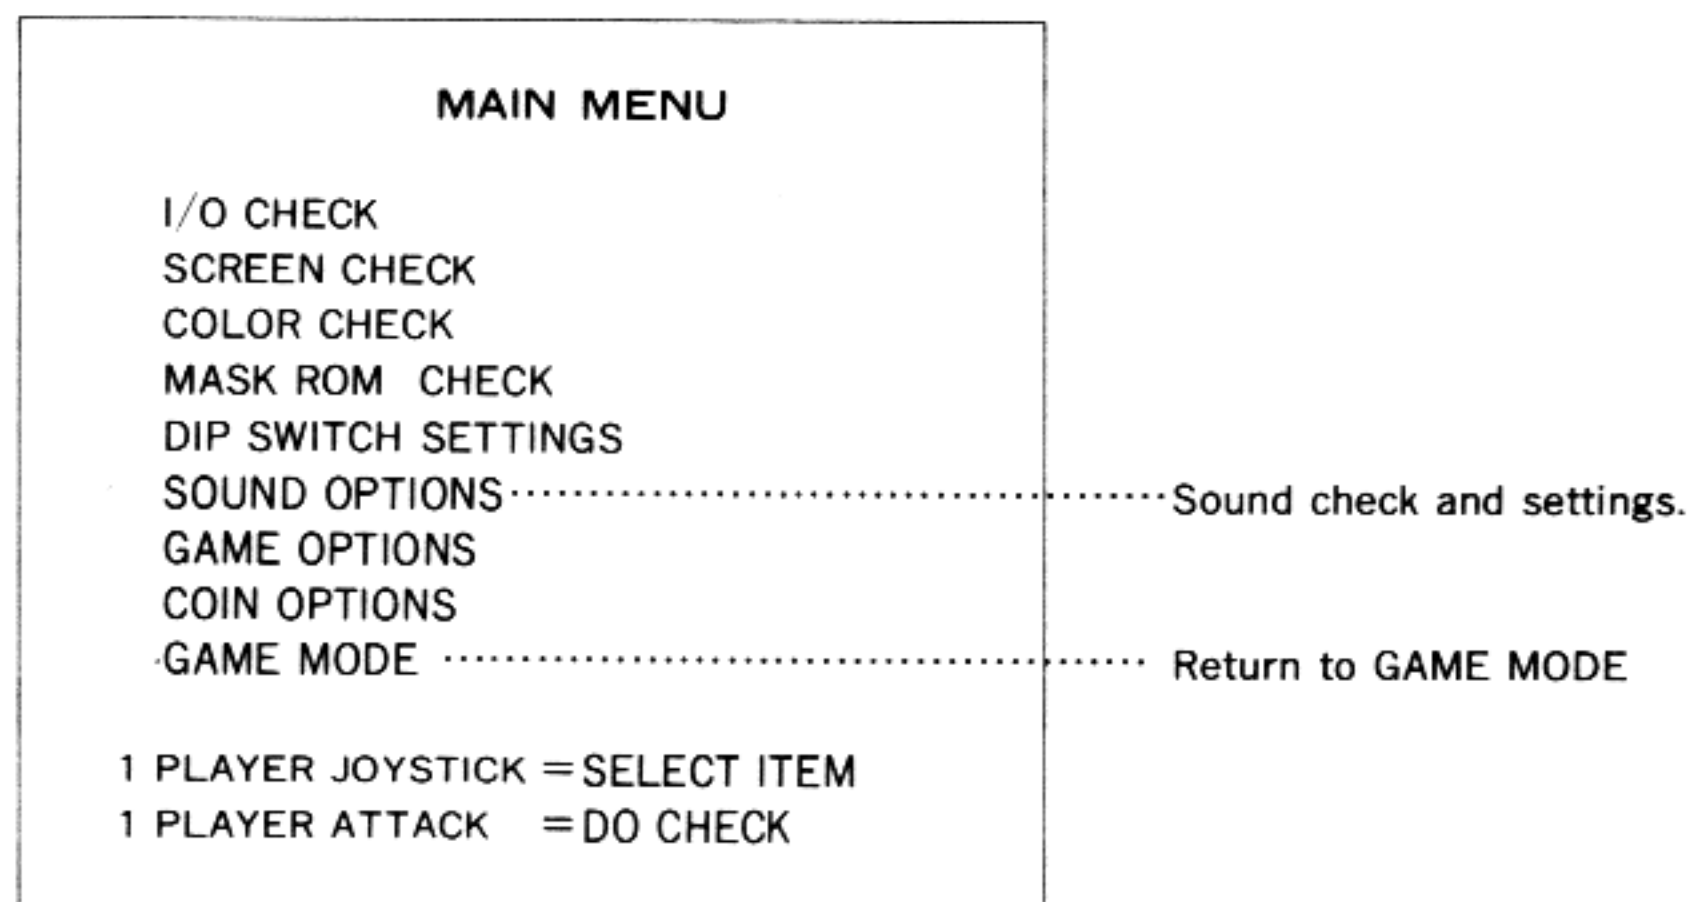 MAIN MENU
I/O CHECK
SCREEN CHECK
COLOR CHECK
MASK ROM CHECK
DIP SWITCH SETTINGS
SOUND OPTIONS ································· Sound check and settings.
GAME OPTIONS
COIN OPTIONS
GAME MODE ································· Return to GAME MODE
1 PLAYER JOYSTICK = SELECT ITEM
1 PLAYER ATTACK = DO CHECK